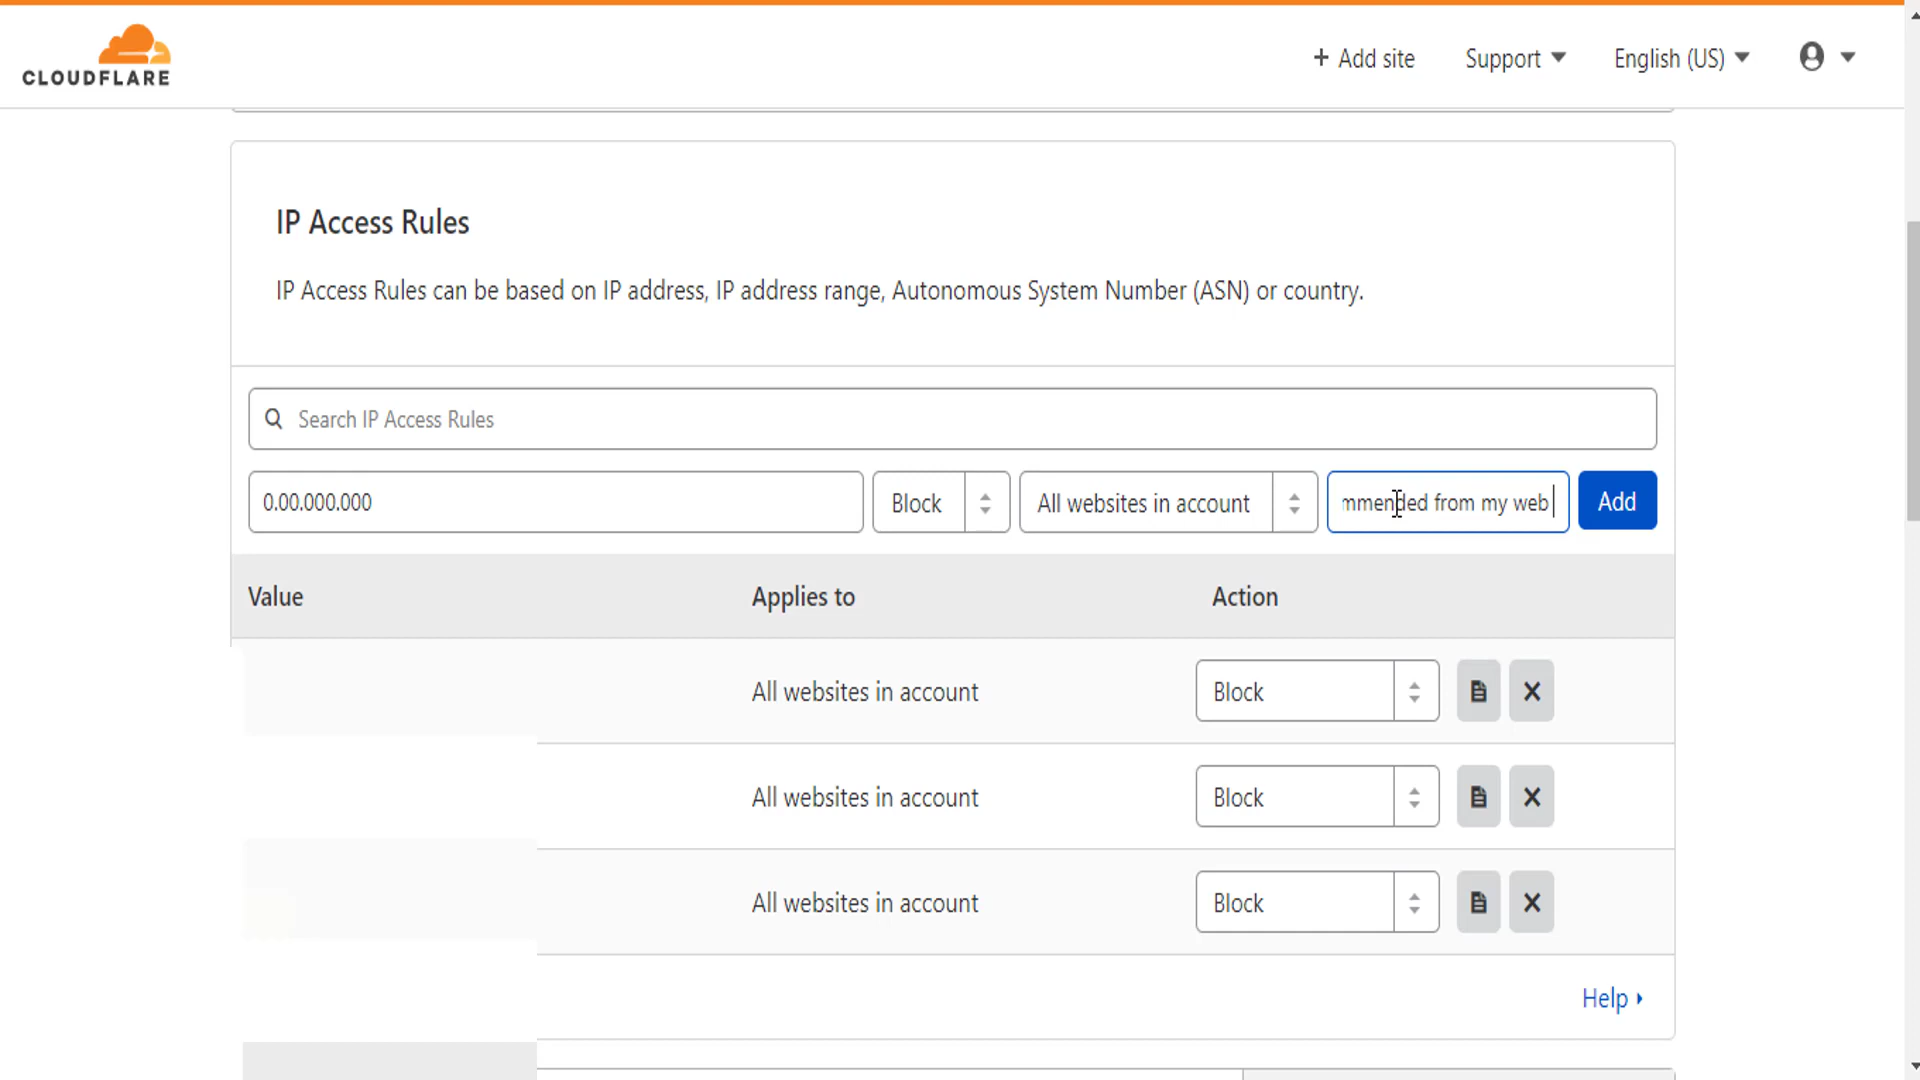 CLOUDFLARE
+ Add site
Support
English (US)
IP Access Rules
IP Access Rules can be based on IP address, IP address range, Autonomous System Number (ASN) or country.
Search IP Access Rules
0.00.000.000 Block All websites in account mmended from my web Add
Value Applies to Action
All websites in account Block
All websites in account Block
All websites in account Block
Help